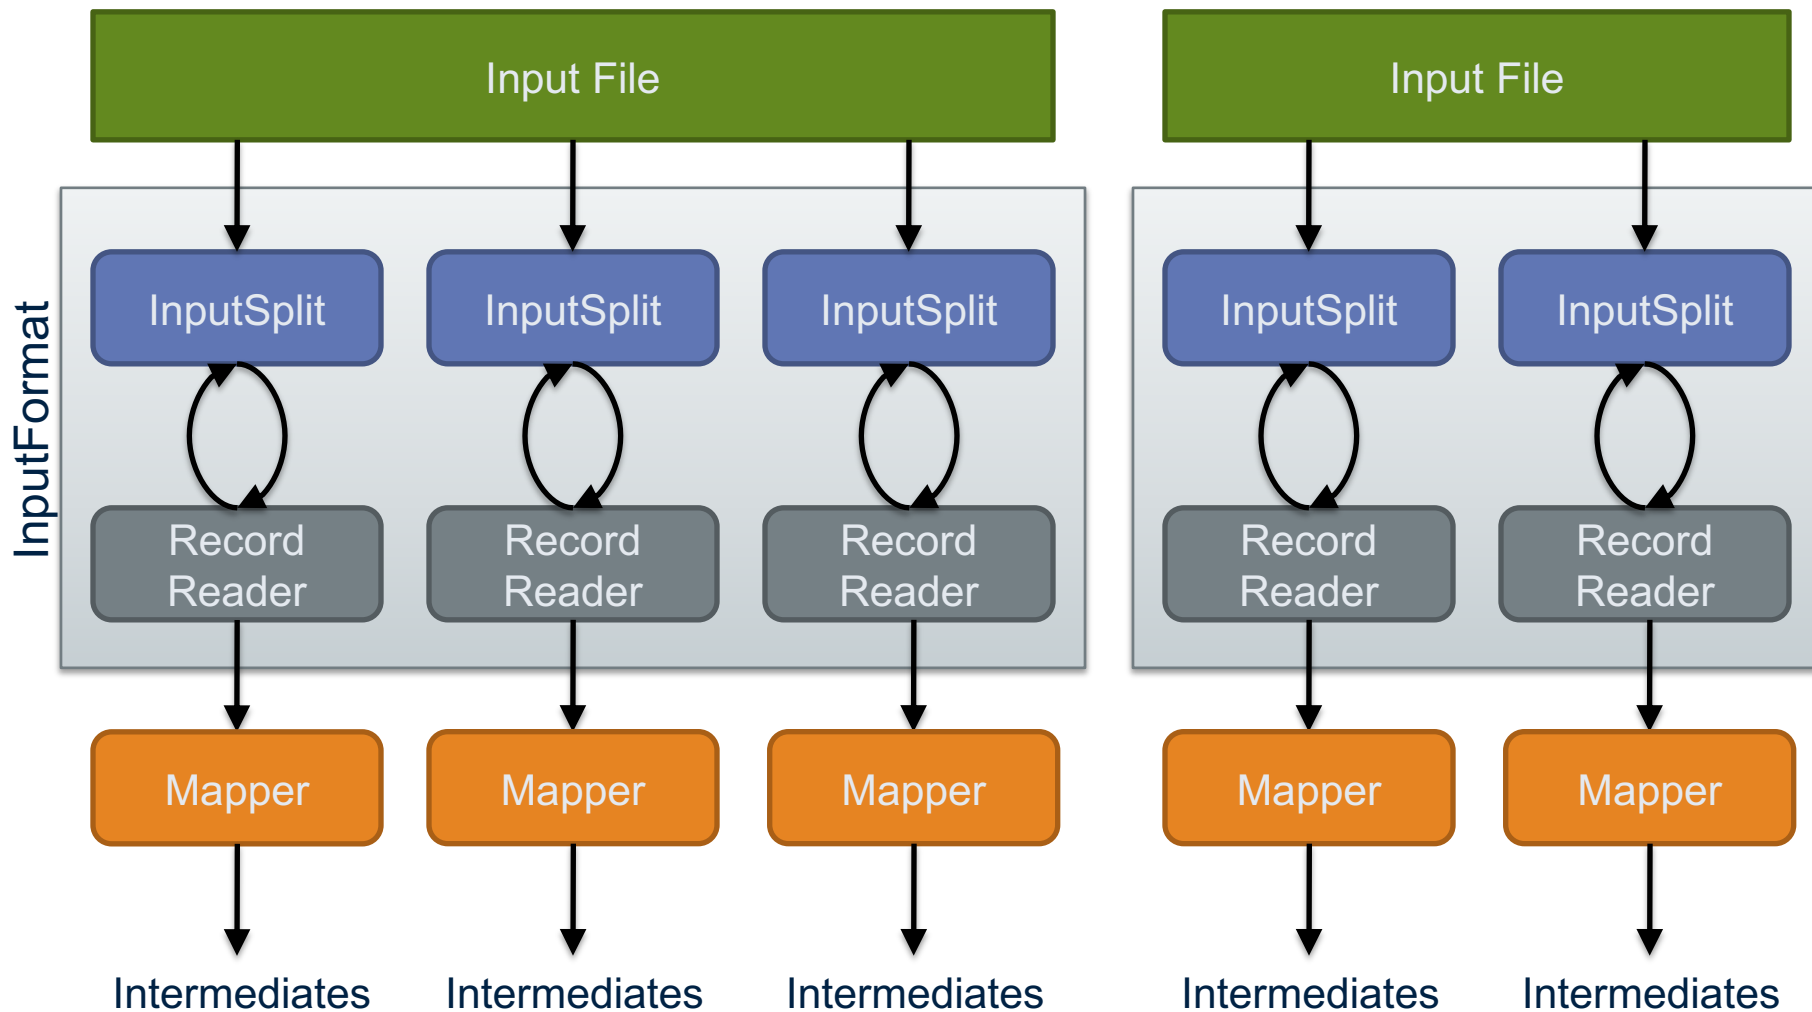 Input File
Input File
InputFormat
InputSplit
InputSplit
InputSplit
InputSplit
InputSplit
Record
Reader
Record
Reader
Record
Reader
Record
Reader
Record
Reader
Mapper
Mapper
Mapper
Mapper
Mapper
Intermediates
Intermediates
Intermediates
Intermediates
Intermediates